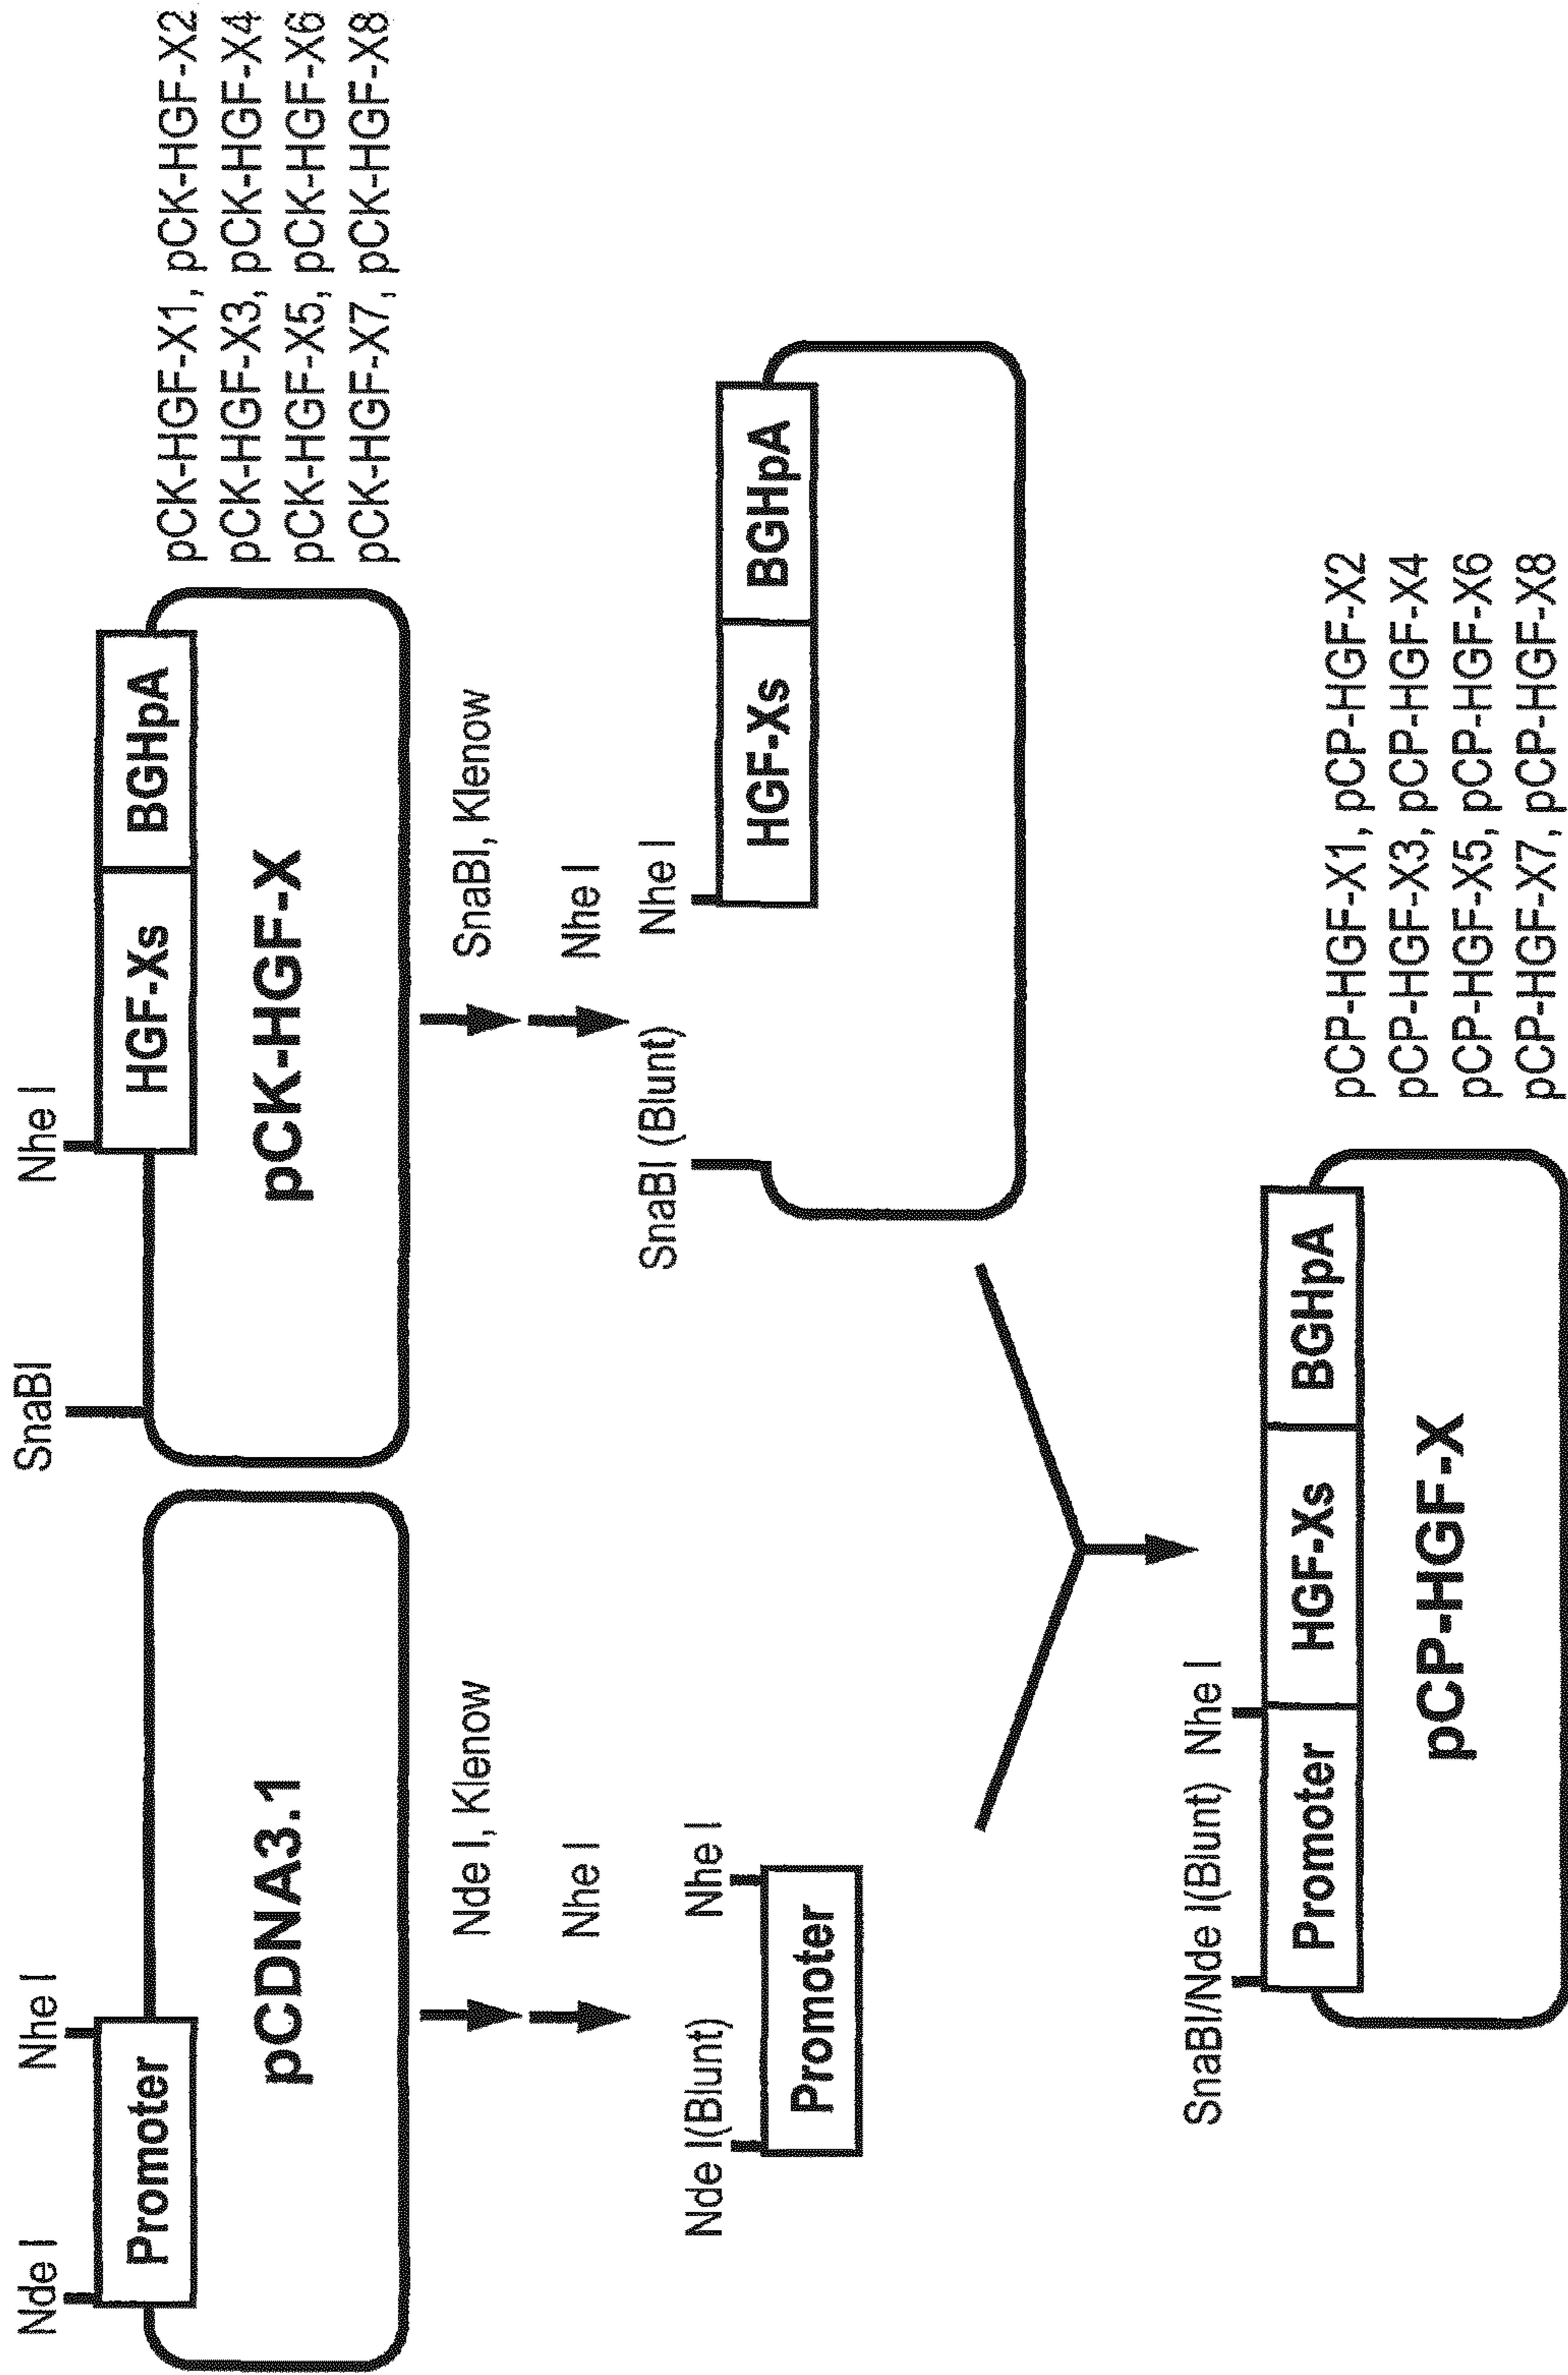 Nde I
Nhe I
Promoter
pCDNA3.1
Nde I, Klenow
Nhe I
Nde I(Blunt)
Nhe I
Promoter
SnaBI
Nhe I
HGF-Xs
BGHpA
pCK-HGF-X
pCK-HGF-X1, pCK-HGF-X2
pCK-HGF-X3, pCK-HGF-X4
pCK-HGF-X5, pCK-HGF-X6
pCK-HGF-X7, pCK-HGF-X8
SnaBI, Klenow
Nhe I
SnaBI (Blunt)
Nhe I
HGF-Xs
BGHpA
SnaBI/Nde I(Blunt)
Nhe I
Promoter
HGF-Xs
BGHpA
pCP-HGF-X
pCP-HGF-X1, pCP-HGF-X2
pCP-HGF-X3, pCP-HGF-X4
pCP-HGF-X5, pCP-HGF-X6
pCP-HGF-X7, pCP-HGF-X8